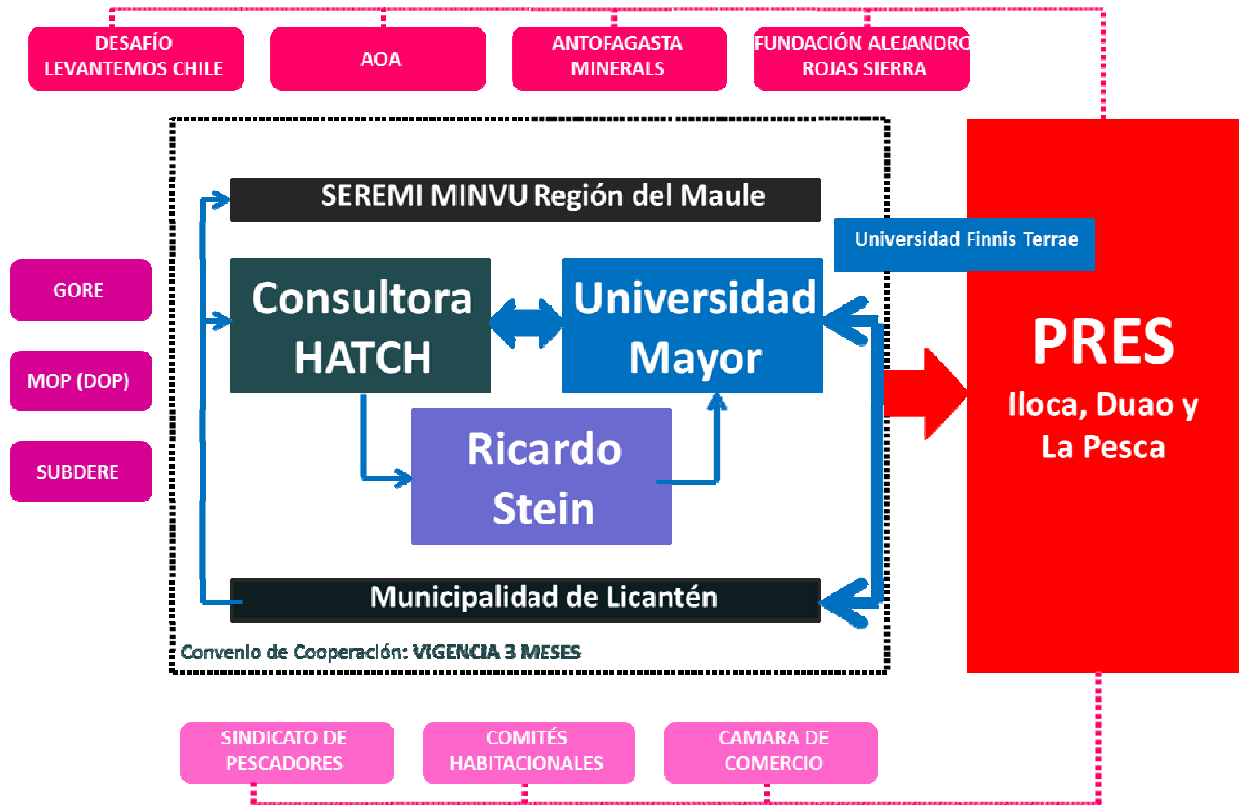 DESAFÍO
LEVANTEMOS CHILE
AOA
ANTOFAGASTA
MINERALS
FUNDACIÓN ALEJANDRO
ROJAS SIERRA
SEREMI MINVU Región del Maule
Universidad Finnis Terrae
GORE
MOP (DOP)
SUBDERE
Consultora
HATCH
Universidad
Mayor
Ricardo
Stein
PRES
Iloca, Duao y
La Pesca
Municipalidad de Licantén
Convenio de Cooperación: VIGENCIA 3 MESES
SINDICATO DE
PESCADORES
COMITÉS
HABITACIONALES
CAMARA DE
COMERCIO